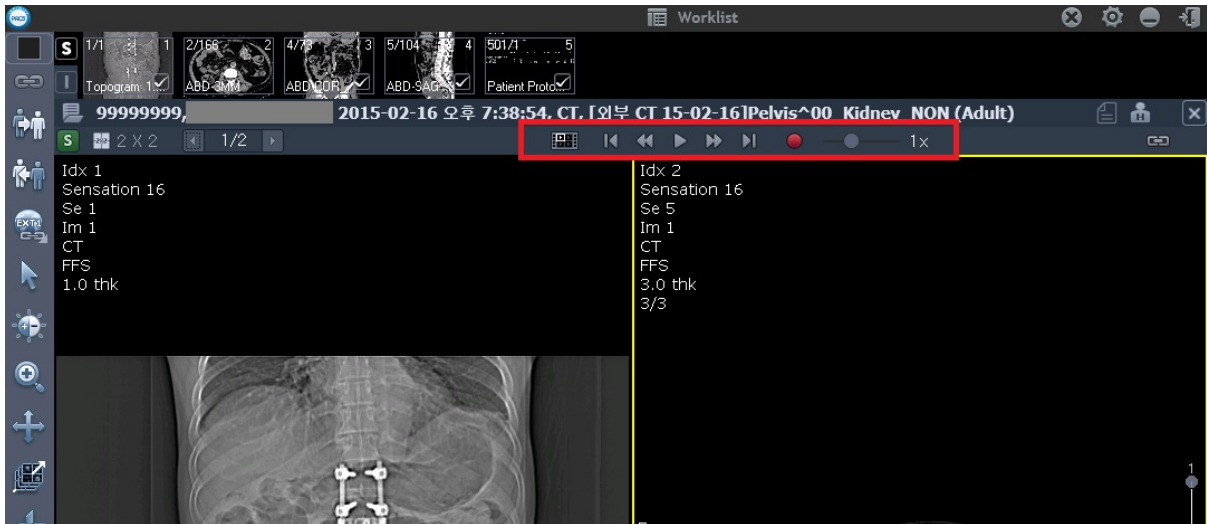 PACS
Worklist
S 1/1 1 2/166 2 4/73 3 5/104 4 501/1 5
I Topogram 1... ABD-3MM ABD COR ABD-SAG Patient Proto...
99999999, 2015-02-16 오후 7:38:54, CT, [외부 CT 15-02-16]Pelvis^00_Kidney_NON (Adult)
S 2 X 2 1/2 1x
EXT+1
Idx 1
Sensation 16
Se 1
Im 1
CT
FFS
1.0 thk
Idx 2
Sensation 16
Se 5
Im 1
CT
FFS
3.0 thk
3/3
1